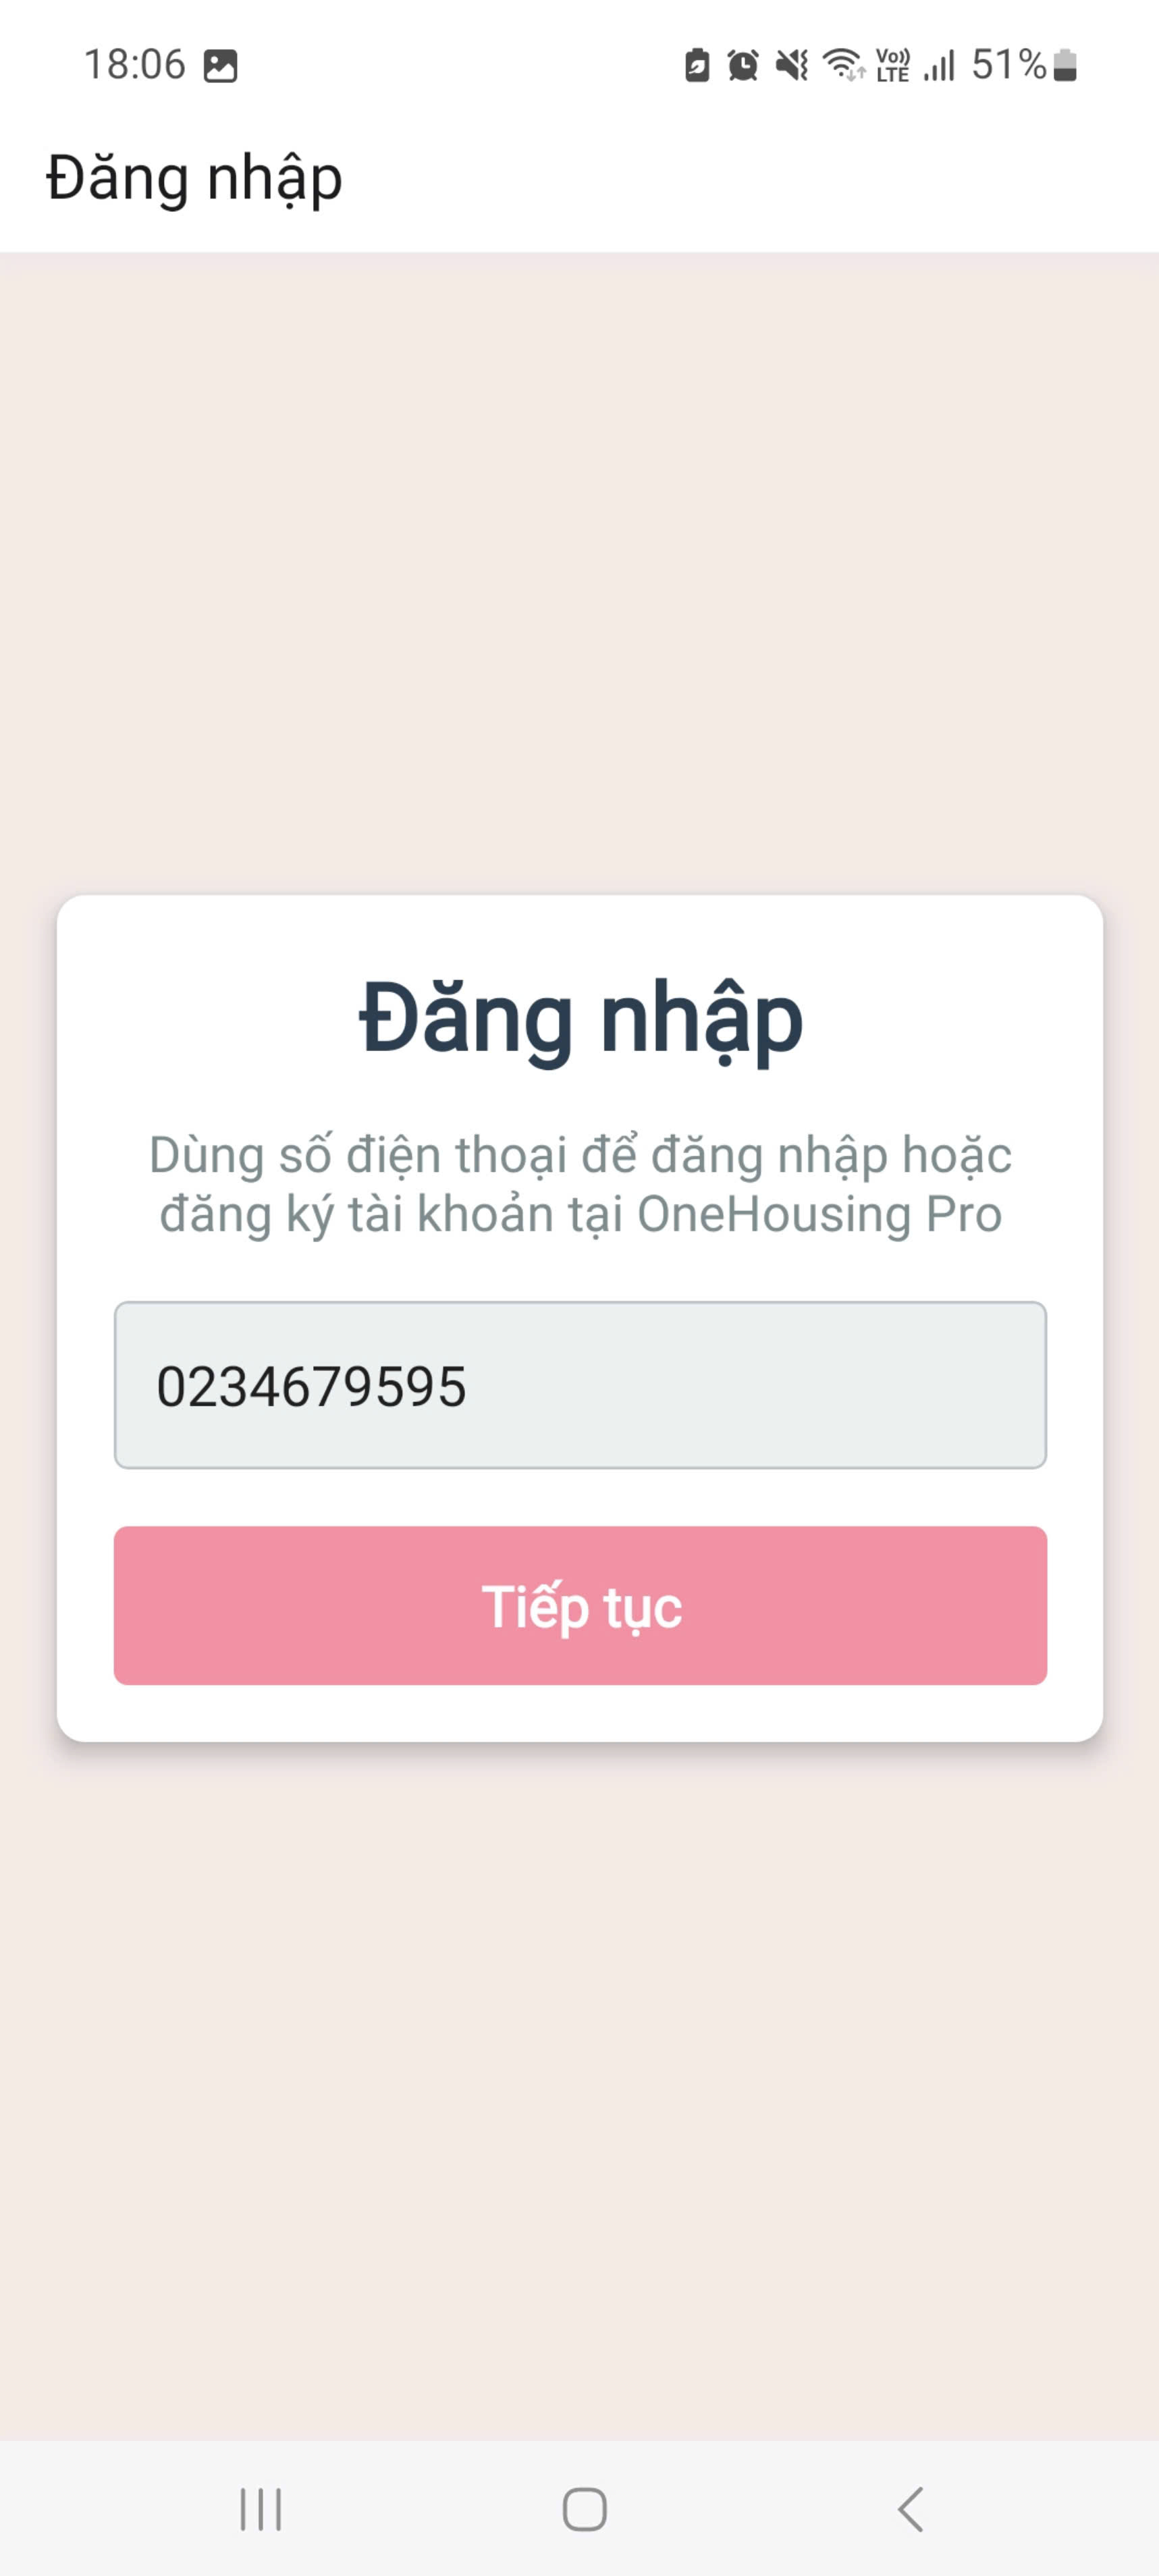 18:06
Vo)) LTE 51%
Đăng nhập
Đăng nhập
Dùng số điện thoại để đăng nhập hoặc
đăng ký tài khoản tại OneHousing Pro
0234679595
Tiếp tục